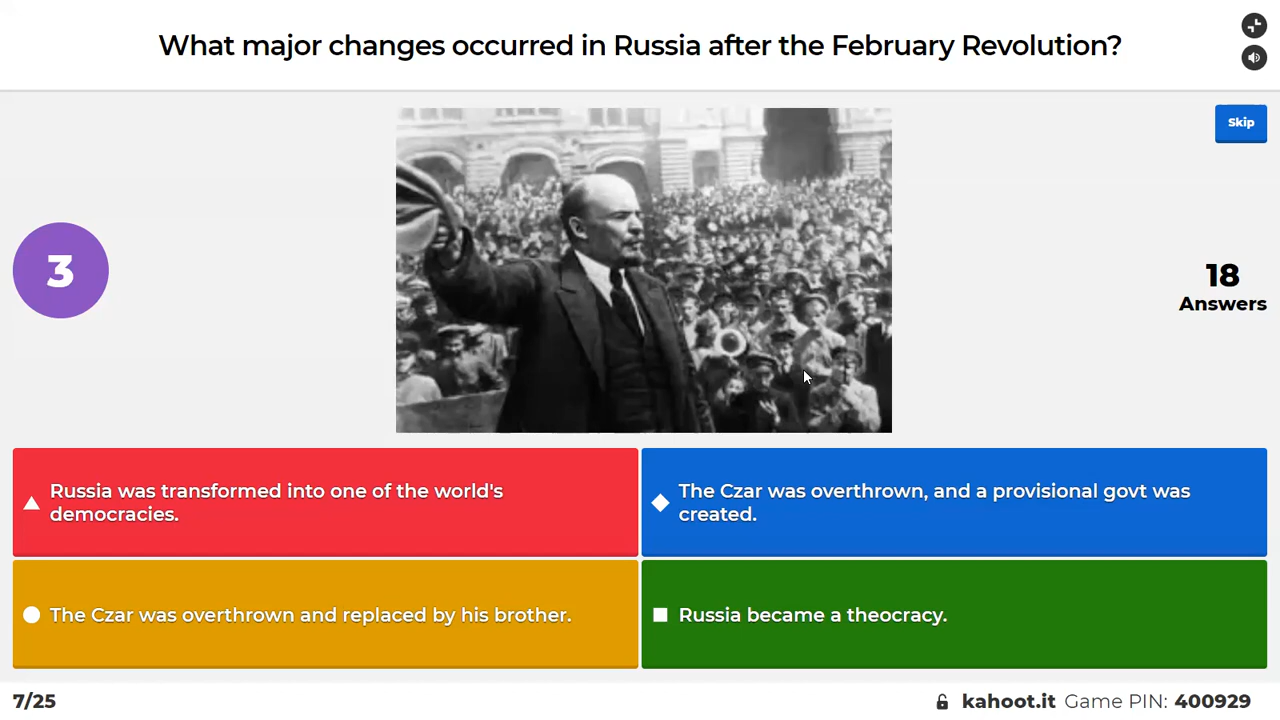 What major changes occurred in Russia after the February Revolution?
Skip
3
18
Answers
Russia was transformed into one of the world's
democracies.
The Czar was overthrown, and a provisional govt was
created.
The Czar was overthrown and replaced by his brother.
Russia became a theocracy.
7/25
kahoot.it Game PIN: 400929